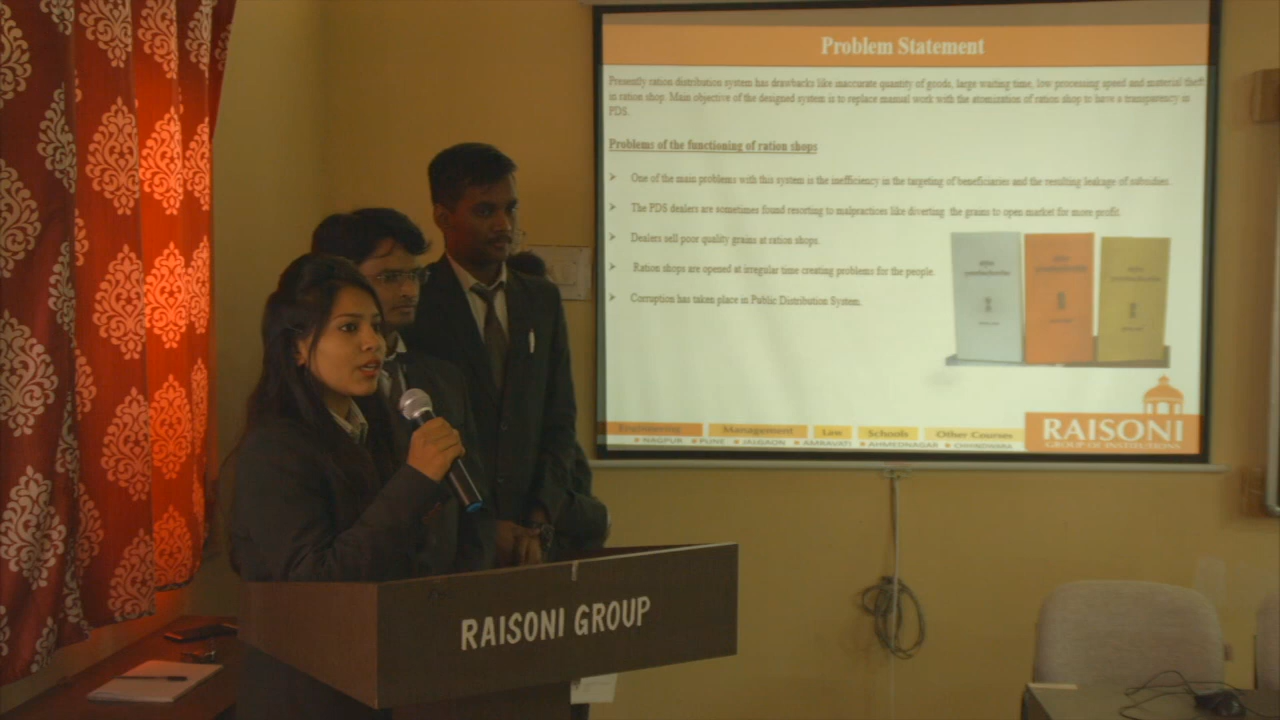 Problem Statement
Presently ration distribution system has drawbacks like inaccurate quantity of goods, large waiting time, low processing speed and material theft
in ration shop. Main objective of the designed system is to replace manual work with the atomization of ration shop to have a transparency in
PDS.
Problems of the functioning of ration shops
➤ One of the main problems with this system is the inefficiency in the targeting of beneficiaries and the resulting leakage of subsidies.
➤ The PDS dealers are sometimes found resorting to malpractices like diverting the grains to open market for more profit
➤ Dealers sell poor quality grains at ration shops.
➤ Ration shops are opened at irregular time creating problems for the people.
➤ Corruption has taken place in Public Distribution System.
Engineering Management Law Schools Other Courses
NAGPUR PUNE JALGAON AMRAVATI AHMEDNAGAR CHHINDWARA
RAISONI
GROUP OF INSTITUTIONS
RAISONI GROUP